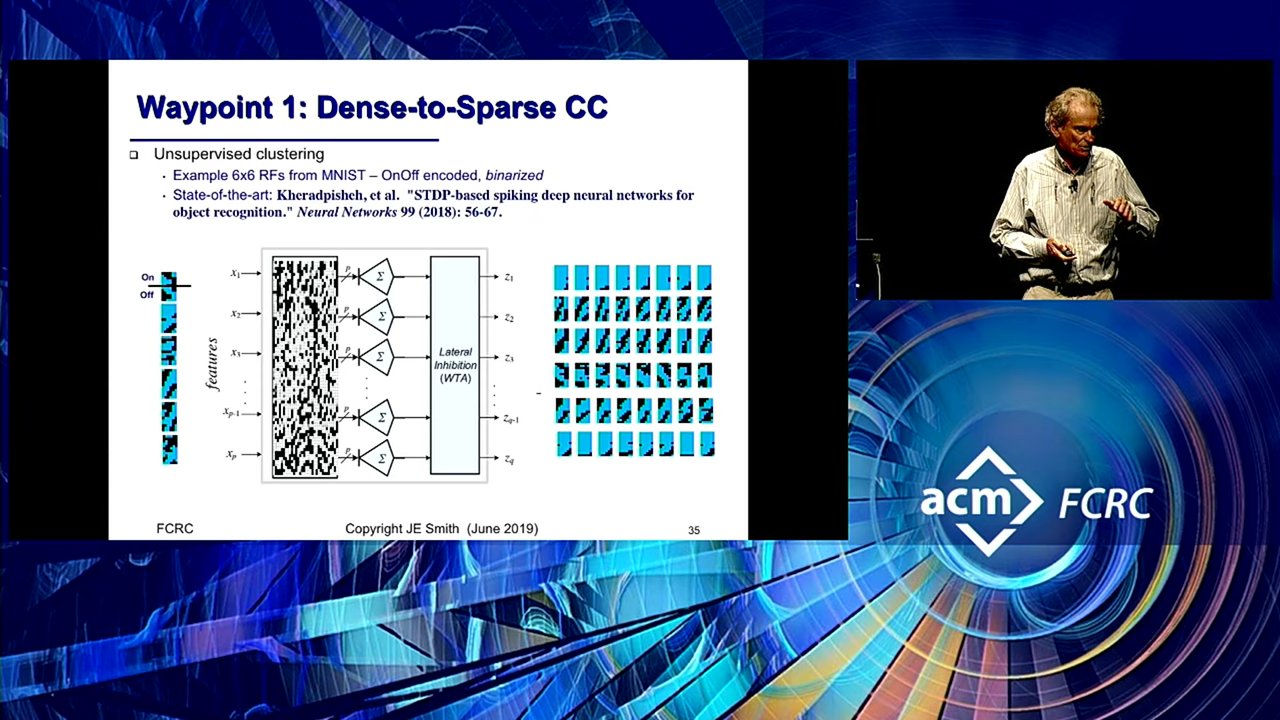 Waypoint 1: Dense-to-Sparse CC
Unsupervised clustering
Example 6x6 RFs from MNIST – OnOff encoded, binarized
State-of-the-art: Kheradpisheh, et al. "STDP-based spiking deep neural networks for
object recognition." Neural Networks 99 (2018): 56-67.
On
Off
features
x1
x2
x3
xp-1
xp
p
p
p
p
p
Σ
Σ
Σ
Σ
Σ
Lateral
Inhibition
(WTA)
z1
z2
z3
zq-1
zq
FCRC
Copyright JE Smith (June 2019)
35
acm FCRC